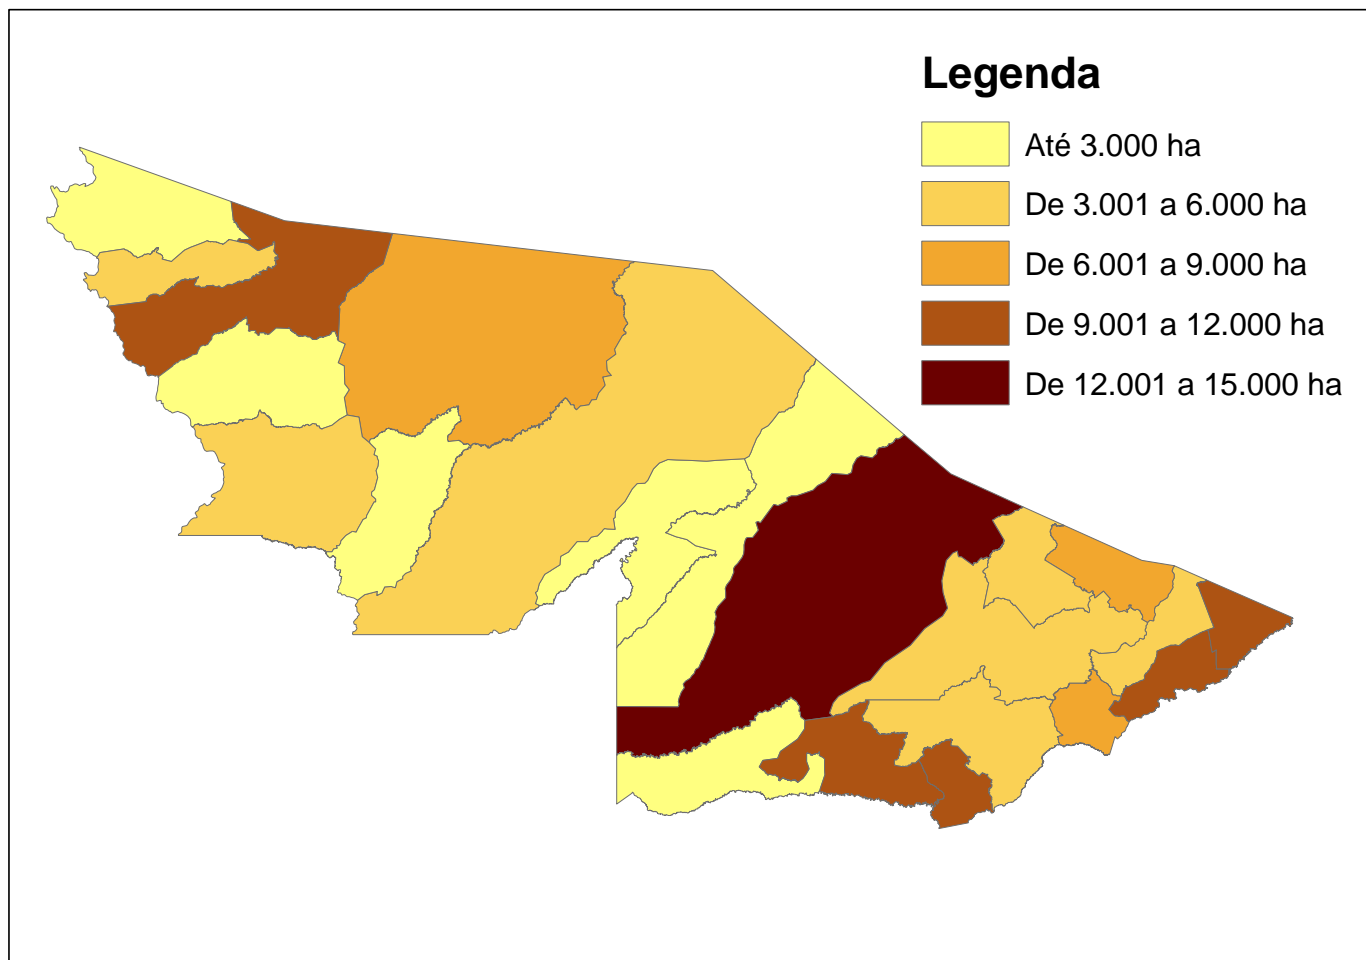 Legenda
Até 3.000 ha
De 3.001 a 6.000 ha
De 6.001 a 9.000 ha
De 9.001 a 12.000 ha
De 12.001 a 15.000 ha